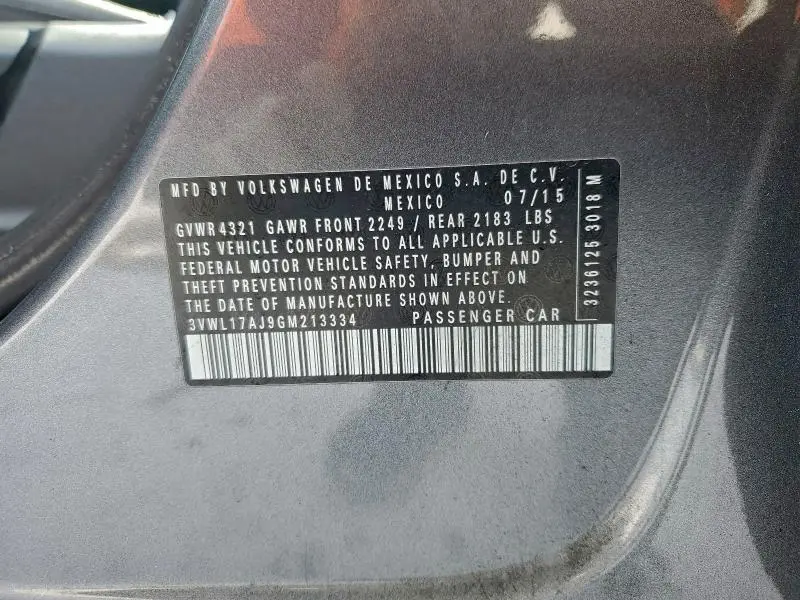 MFD BY VOLKSWAGEN DE MEXICO S.A. DE C.V.
MEXICO 07/15
GVWR 4321 GAWR FRONT 2249 / REAR 2183 LBS
THIS VEHICLE CONFORMS TO ALL APPLICABLE U.S.
FEDERAL MOTOR VEHICLE SAFETY, BUMPER AND
THEFT PREVENTION STANDARDS IN EFFECT ON
THE DATE OF MANUFACTURE SHOWN ABOVE.
3VWL17AJ9GM213334 PASSENGER CAR
3236125 3018 M